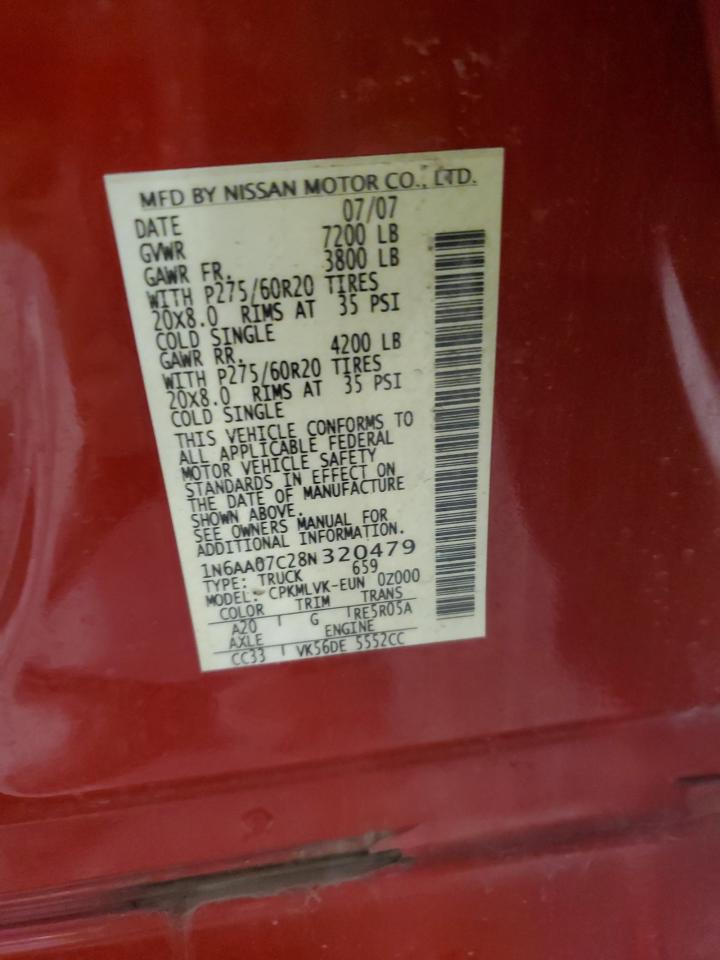 MFD BY NISSAN MOTOR CO., LTD.
DATE 07/07
GVWR 7200 LB
GAWR FR. 3800 LB
WITH P275/60R20 TIRES
20X8.0 RIMS AT 35 PSI
COLD SINGLE
GAWR RR. 4200 LB
WITH P275/60R20 TIRES
20X8.0 RIMS AT 35 PSI
COLD SINGLE
THIS VEHICLE CONFORMS TO
ALL APPLICABLE FEDERAL
MOTOR VEHICLE SAFETY
STANDARDS IN EFFECT ON
THE DATE OF MANUFACTURE
SHOWN ABOVE.
SEE OWNERS MANUAL FOR
ADDITIONAL INFORMATION.
1N6AA07C28N320479
TYPE: TRUCK 659
MODEL: CPKMLVK-EUN 0Z000
COLOR TRIM TRANS
A20 G RE5R05A
AXLE ENGINE
CC33 VK56DE 5552CC